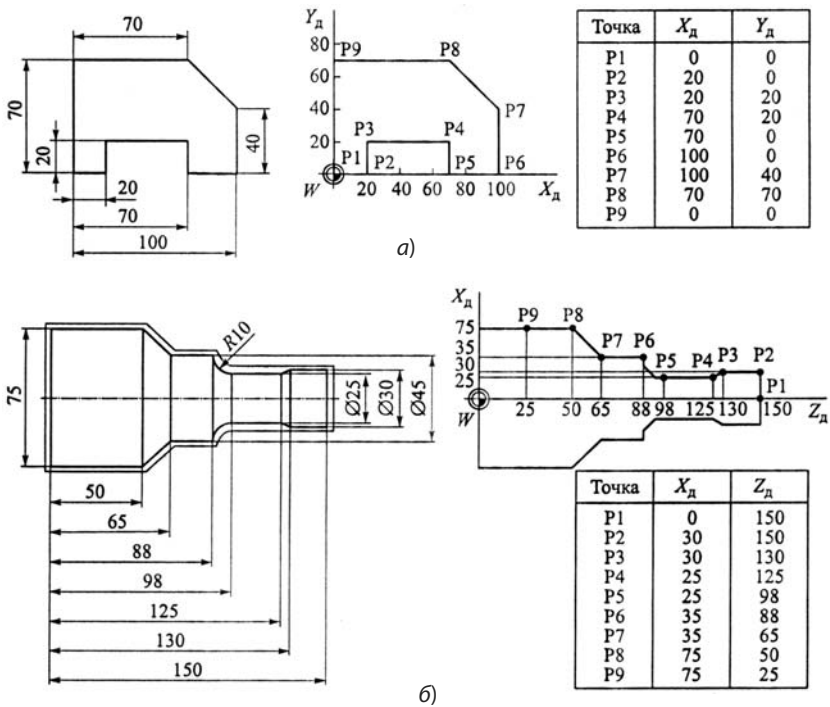 70
70
20
20
70
100
40
Yд
80
60
40
20
P9
P8
P7
P3
P4
P1
P2
P5
P6
W
20 40 60 80 100 Xд
Точка Xд Yд
P1 0 0
P2 20 0
P3 20 20
P4 70 20
P5 70 0
P6 100 0
P7 100 40
P8 70 70
P9 0 0
а)
75
R10
Ø25
Ø30
Ø45
50
65
88
98
125
130
150
Xд
75
35
30
25
P9 P8
P7 P6
P5 P4 P3 P2
P1
W
25 50 65 88 98 125 130 150
Zд
Точка Xд Zд
P1 0 150
P2 30 150
P3 30 130
P4 25 125
P5 25 98
P6 35 88
P7 35 65
P8 75 50
P9 75 25
б)